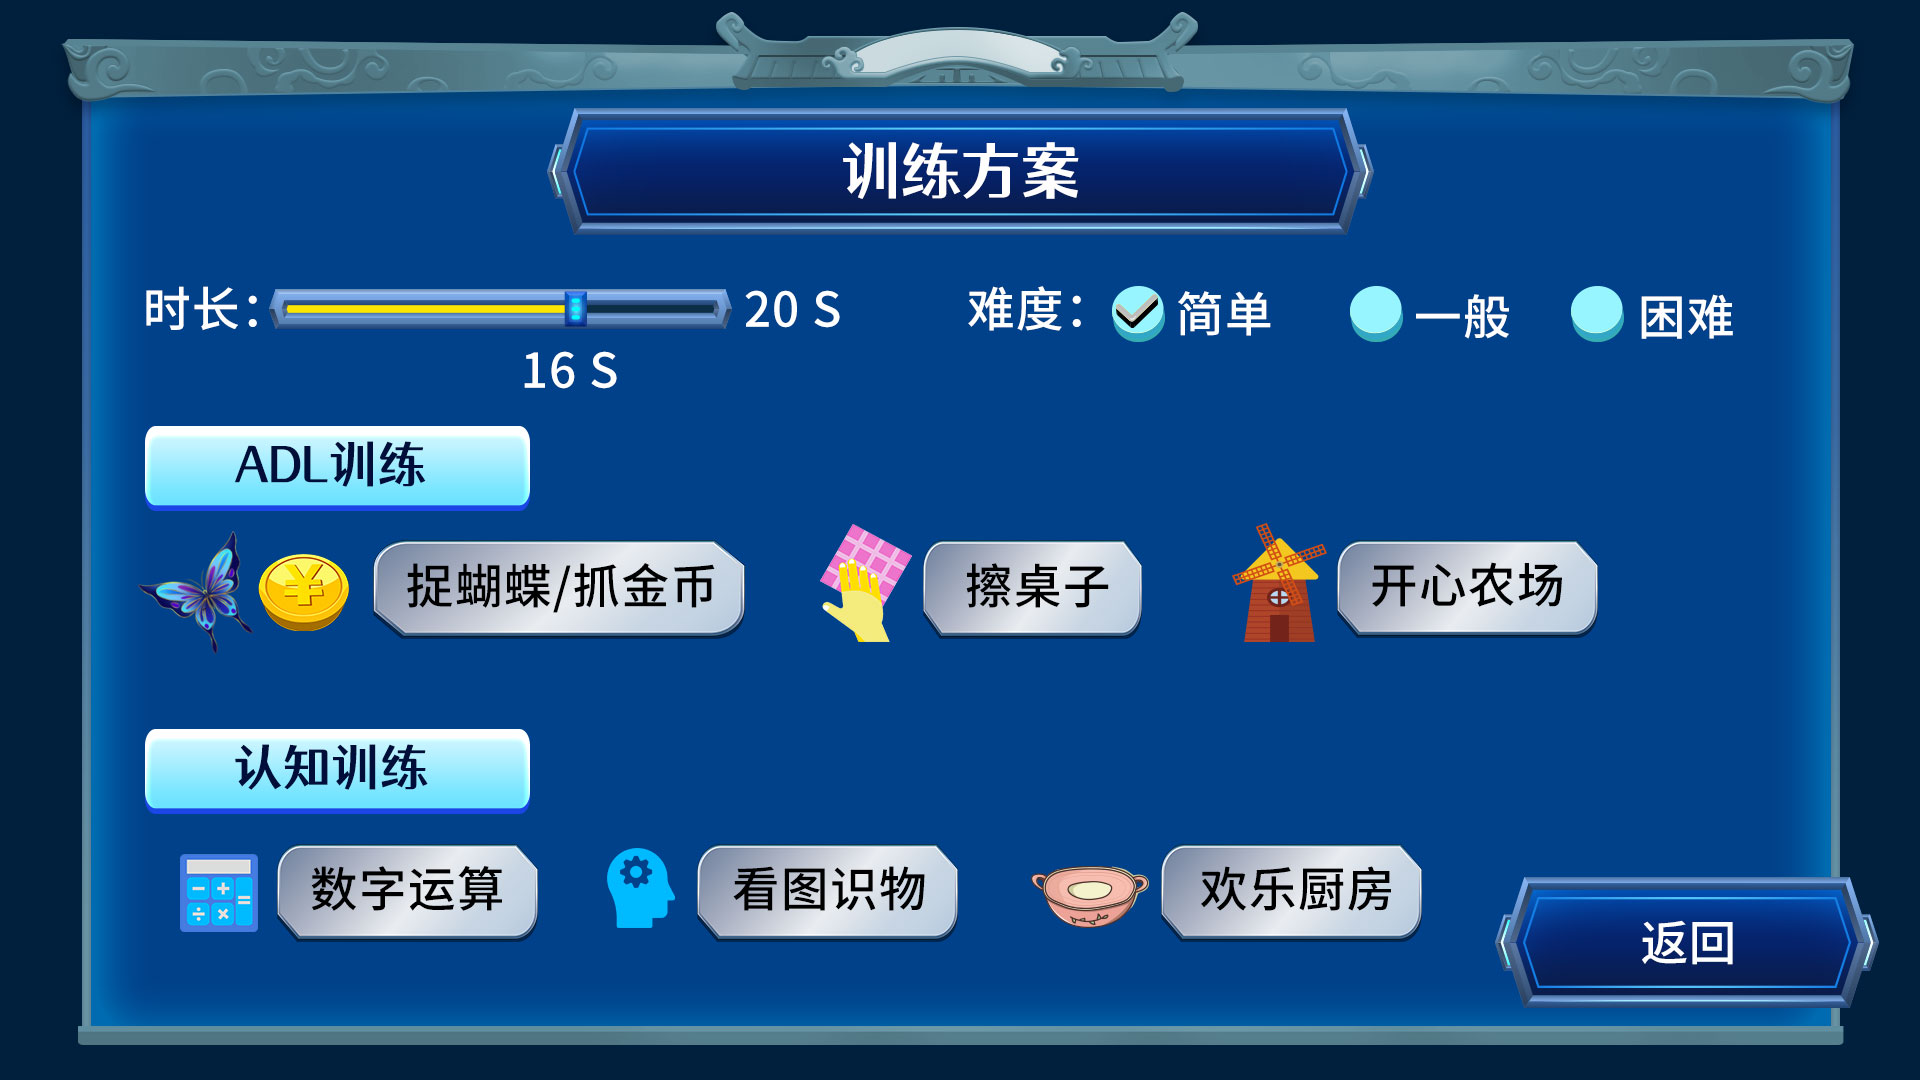 训练方案
时长： 20 S
16 S
难度： 简单 一般 困难
ADL训练
捉蝴蝶/抓金币 擦桌子 开心农场
认知训练
数字运算 看图识物 欢乐厨房
返回